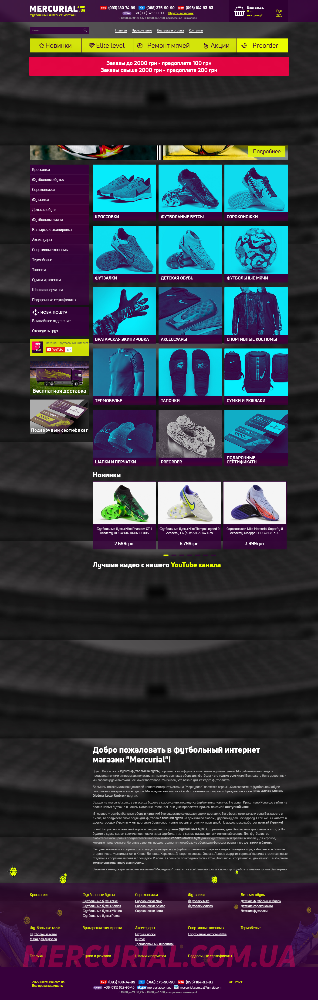 MERCURIAL .com .ua
футбольный интернет-магазин
life:) (093) 180-74-99 (068) 375-90-90 МТС (095) 104-93-83
Viber +38 (068) 375-90-90 Обратный звонок
С 10:00 до 19:00, СБ. с 10:00 до 17:00, воскресенье - выходной
Ваш заказ:
0 шт
на сумму 0
Рус.
Укр.
Поиск
Главная Про компанію Доставка и оплата Контакты
Новинки Elite level Ремонт мячей Акции Preorder
Заказы до 2000 грн - предоплата 100 грн
Заказы свыше 2000 грн - предоплата 200 грн
Подробнее
Кроссовки
Футбольные бутсы
Сороконожки
Футзалки
Детская обувь
Футбольные мячи
Вратарская экипировка
Аксессуары
Спортивные костюмы
Термобелье
Тапочки
Сумки и рюкзаки
Шапки и перчатки
Подарочные сертификаты
НОВА ПОШТА
Ближайшее отделение
Отследить груз
MER CUR IAL
Mercurial - футбольный интернет-
YouTube 167
Бесплатная доставка
MERCURIAL
1000
Подарочный сертификат
КРОССОВКИ
ФУТБОЛЬНЫЕ БУТСЫ
СОРОКОНОЖКИ
ФУТЗАЛКИ
ДЕТСКАЯ ОБУВЬ
ФУТБОЛЬНЫЕ МЯЧИ
ВРАТАРСКАЯ ЭКИПИРОВКА
АКСЕССУАРЫ
СПОРТИВНЫЕ КОСТЮМЫ
ТЕРМОБЕЛЬЕ
ТАПОЧКИ
СУМКИ И РЮКЗАКИ
MERCURIAL
1000
ШАПКИ И ПЕРЧАТКИ
PREORDER
ПОДАРОЧНЫЕ
СЕРТИФИКАТЫ
Новинки
Футбольные бутсы Nike Phantom GT II
Academy DF SW MG DM0719-003
2 699грн.
Футбольные бутсы Nike Tiempo Legend 9
Academy FG (КОЖА) DA1174-075
6 799грн.
Сороконожки Nike Mercurial Superfly 8
Academy Mbappe TF DB2868-506
3 999грн.
Лучшие видео с нашего YouTube канала
Добро пожаловать в футбольный интернет
магазин "Mercurial"!
Здесь Вы сможете купить футбольные бутсы, сороконожки и футзалки по самым лучшим ценам. Мы работаем напрямую с
производителями и представительствами, поэтому вся наша обувь для футбола - это только оригинал! Вы можете быть уверенны -
мы гарантируем высочайшее качество товара. Мы знаем, что важно для каждого футболиста.
Большим плюсом для покупателей нашего интернет магазина "Меркуриал" является огромный ассортимент футбольной обуви,
спортивных товаров и аксессуаров. Мы предлагаем широкий выбор знаменитых мировых брендов, таких как Nike, Adidas, Mizuno,
Diadora, Lotto, Umbro и других.
Заходя на mercurial.com.ua вы всегда будете в курсе самых последних футбольных новинок. Не успел Криштиано Роналдо выйти на
поле в новых бутсах, а в нашем магазине "Mercurial" они уже продаются, причем по самой доступной цене!
И главное – вся футбольная обувь в наличии! Это существо сокращает сроки доставки. Вы оформляете заказ и если Вы живете в
Киеве, то получаете свою обувь для футбола в течении суток на дом или по любому удобному для Вас адресу. Если же Вы живете в
других городах Украины – мы доставим Ваши спортивные товары в течении пары дней. Наша доставка работает по всей Украине!
Если Вы профессиональный игрок и регулярно покупаете футбольные бутсы, то рекомендуем Вам зарегистрироваться и тогда Вы
будете в курсе самых свежих новинок из мира футбола, иметь самые низкие цены и отменный сервис. Для футболистов
любительского уровня предлагается широкий выбор сороконожек и бутс для искусственных и травяных полей. Для игроков,
которые предпочитают бегать в зале, мы предоставляем многообразие обуви для футзала, различные футзалки и бампы.
Сегодня заниматься спортом стало модно и интересно, и футбол – самая популярная в мире командная игра, набирает все больше
сторонников. Мы видим как в Киеве, Донецке, Харькове, Днепропетровске, Одессе, Львове и других городах Украины строятся новые
стадионы, спортивные поля и площадки. И если Вы решили присоединиться к этому большому спортивному движению – выбирайте
только оригинальную экипировку.
Звоните и менеджеры интернет магазина "Меркуриал" ответят на все Ваши вопросы и помогут подобрать именно то, что Вам нужно.
Кроссовки
Футбольные бутсы
Футбольные бутсы Nike
Футбольные бутсы Adidas
Футбольные бутсы Mizuno
Футбольные бутсы Puma
Сороконожки
Сороконожки Nike
Сороконожки Adidas
Сороконожки Lotto
Футзалки
Футзалки Nike
Футзалки Adidas
Детская обувь
Детские футбольные бутсы
Детские сороконожки
Детские футзалки
Футбольные мячи
Футбольные мячи
Мячи для футзала
Вратарская экипировка
Аксессуары
Гетры и носки
Щитки
Тренировочный инвентарь
Спортивные костюмы
Спортивные костюмы Nike
Термобелье
MERCURIAL.COM.UA
Тапочки
Сумки и рюкзаки
Шапки и перчатки
Подарочные сертификаты
2022 Mercurial.com.ua
Все права защищены
life:) (093) 180-74-99 (068) 375-90-90 МТС (095) 104-93-83
Viber +38 (095) 629-93-45 skype mercurial.com.ua mercurial.com.ua@gmail.com
С 10:00 до 19:00, СБ. с 10:00 до 17:00, воскресенье - выходной
OPTiMiZE